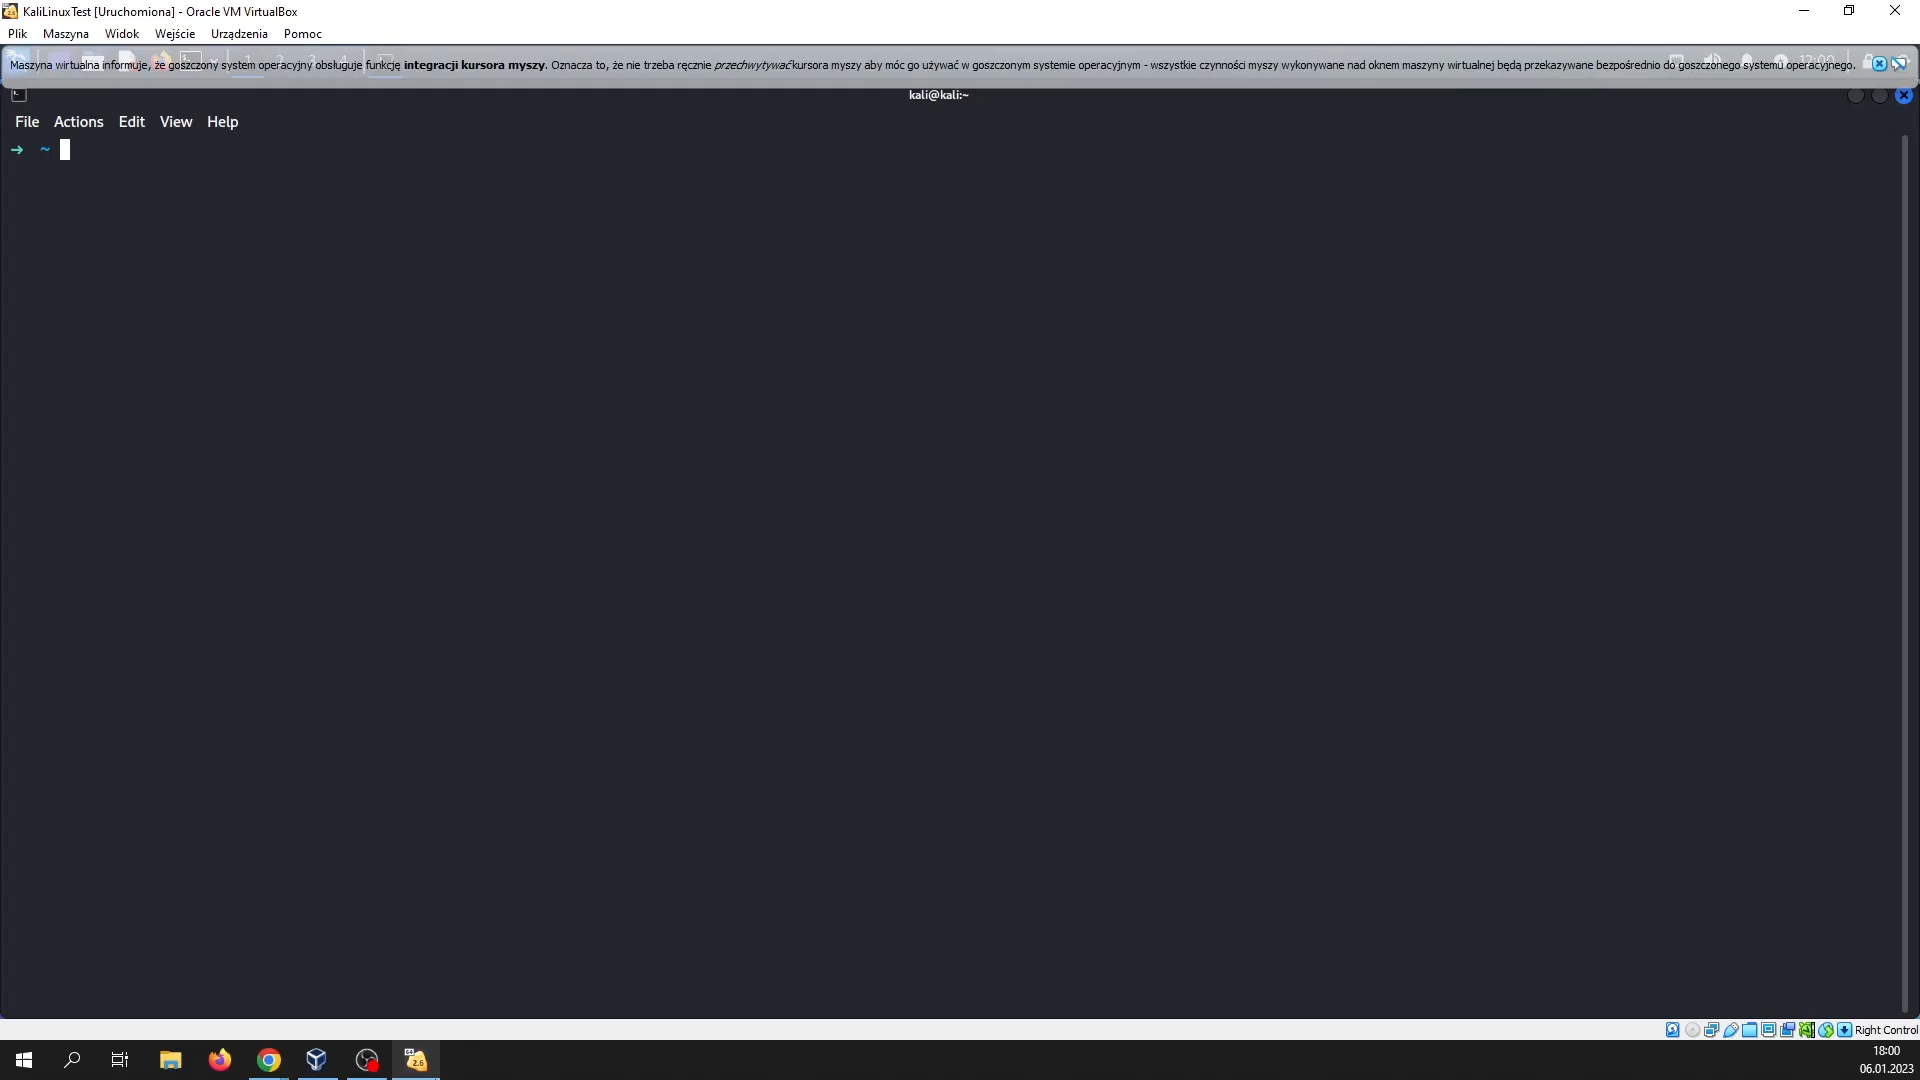 KaliLinuxTest [Uruchomiona] - Oracle VM VirtualBox
Plik Maszyna Widok Wejście Urządzenia Pomoc
Maszyna wirtualna informuje, że goszczony system operacyjny obsługuje funkcję integracji kursora myszy. Oznacza to, że nie trzeba ręcznie przechwytywać kursora myszy aby móc go używać w goszczonym systemie operacyjnym - wszystkie czynności myszy wykonywane nad oknem maszyny wirtualnej będą przekazywane bezpośrednio do goszczonego systemu operacyjnego.
kali@kali:~
File Actions Edit View Help
➜ ~
Right Control
18:00
06.01.2023